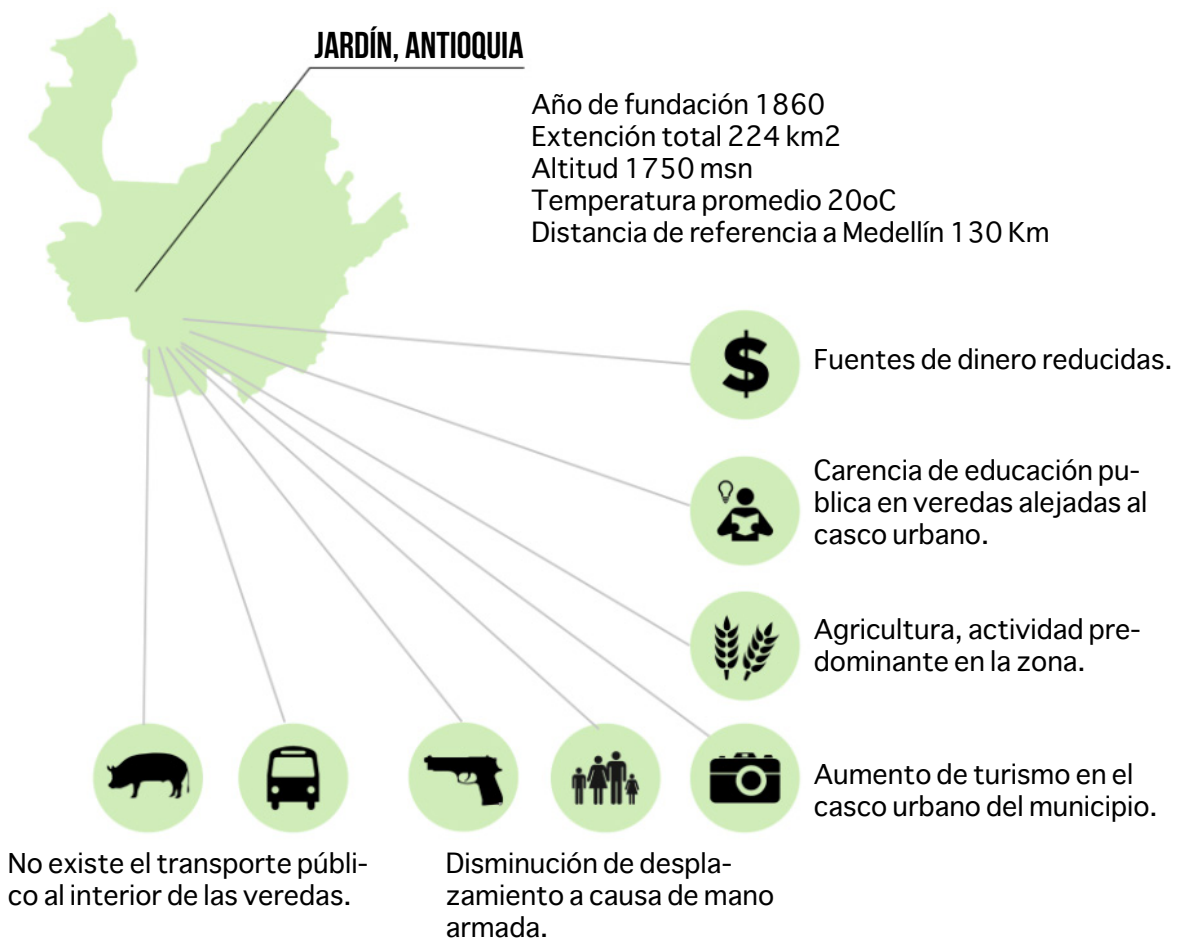 JARDÍN, ANTIOQUIA
Año de fundación 1860
Extención total 224 km2
Altitud 1750 msn
Temperatura promedio 20oC
Distancia de referencia a Medellín 130 Km
$
Fuentes de dinero reducidas.
Carencia de educación pu-
blica en veredas alejadas al
casco urbano.
Agricultura, actividad pre-
dominante en la zona.
Aumento de turismo en el
casco urbano del municipio.
No existe el transporte públi-
co al interior de las veredas.
Disminución de despla-
zamiento a causa de mano
armada.